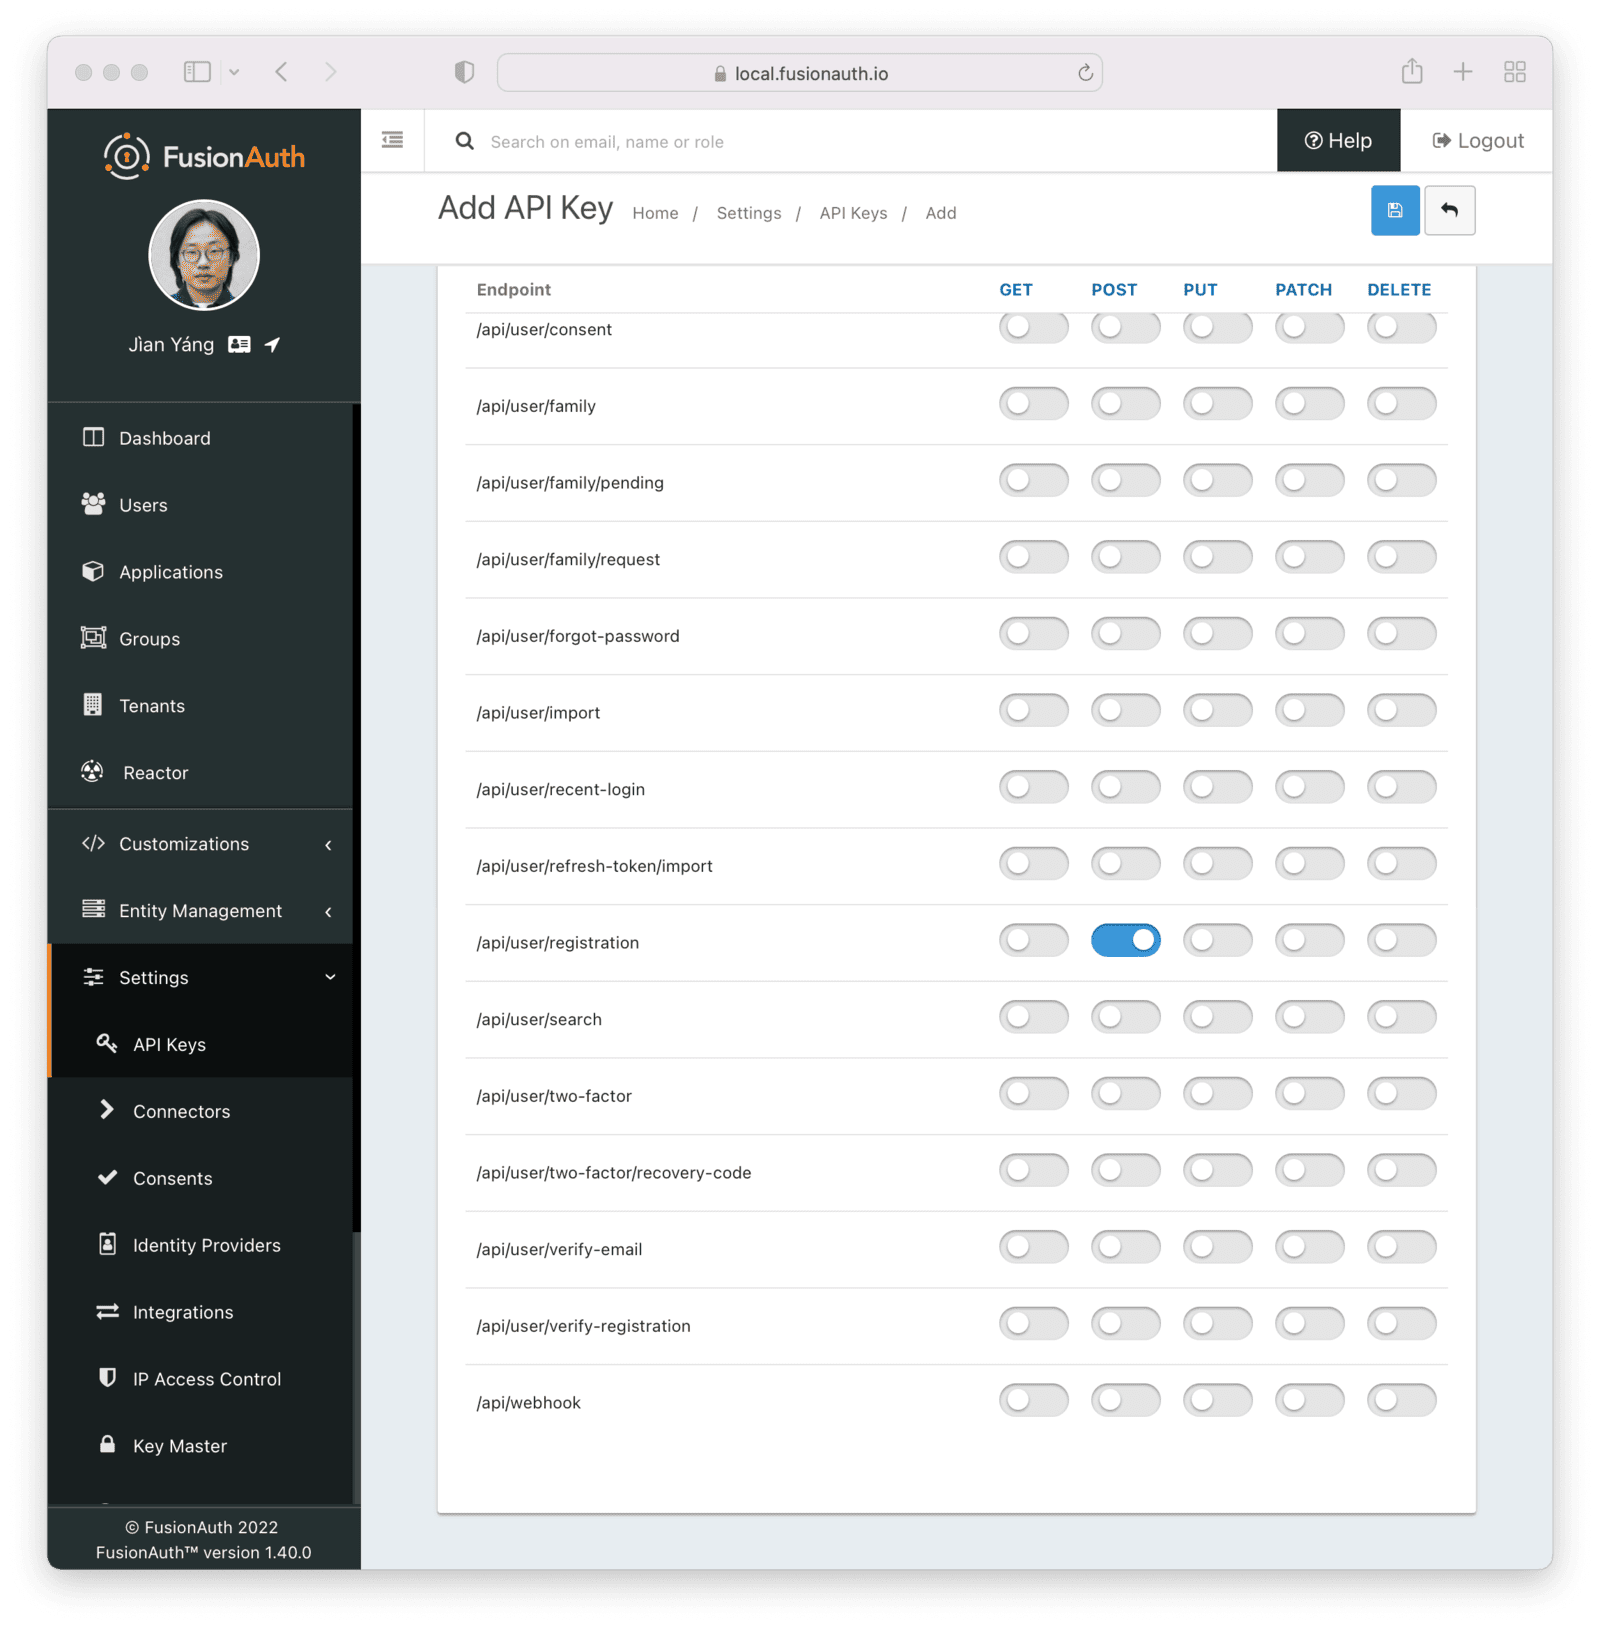 local.fusionauth.io
FusionAuth
Search on email, name or role
Help
Logout
Add API Key
Home / Settings / API Keys / Add
Jìan Yáng
Dashboard
Users
Applications
Groups
Tenants
Reactor
Customizations
Entity Management
Settings
API Keys
Connectors
Consents
Identity Providers
Integrations
IP Access Control
Key Master
© FusionAuth 2022
FusionAuth™ version 1.40.0
Endpoint GET POST PUT PATCH DELETE
/api/user/consent
/api/user/family
/api/user/family/pending
/api/user/family/request
/api/user/forgot-password
/api/user/import
/api/user/recent-login
/api/user/refresh-token/import
/api/user/registration
/api/user/search
/api/user/two-factor
/api/user/two-factor/recovery-code
/api/user/verify-email
/api/user/verify-registration
/api/webhook